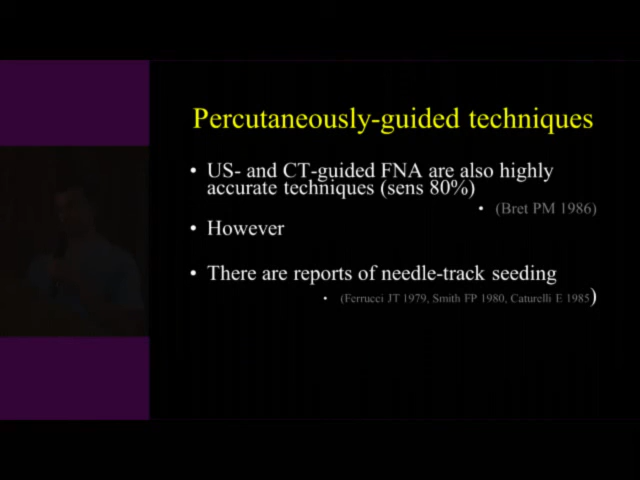 Percutaneously-guided techniques
• US- and CT-guided FNA are also highly
accurate techniques (sens 80%)
• (Bret PM 1986)
• However
• There are reports of needle-track seeding
• (Ferrucci JT 1979, Smith FP 1980, Caturelli E 1985)